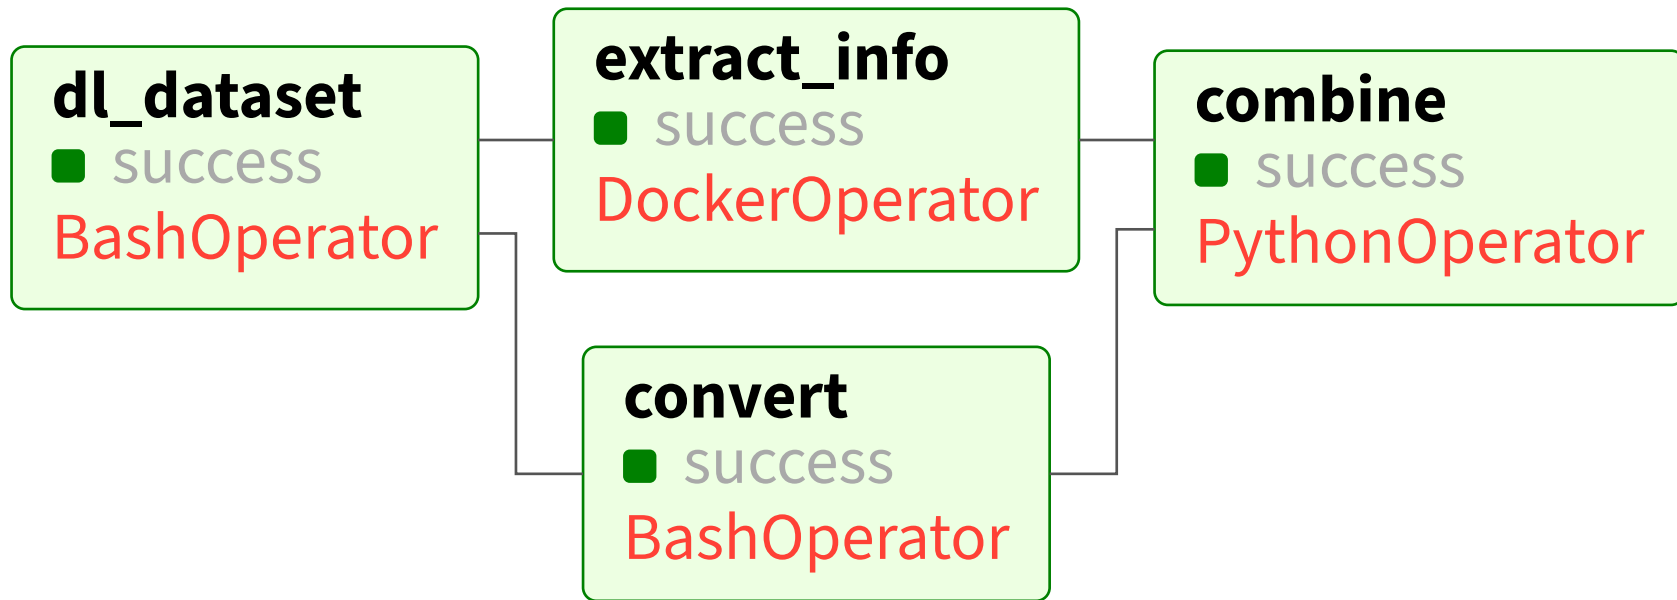 dl_dataset
success
BashOperator
extract_info
success
DockerOperator
convert
success
BashOperator
combine
success
PythonOperator